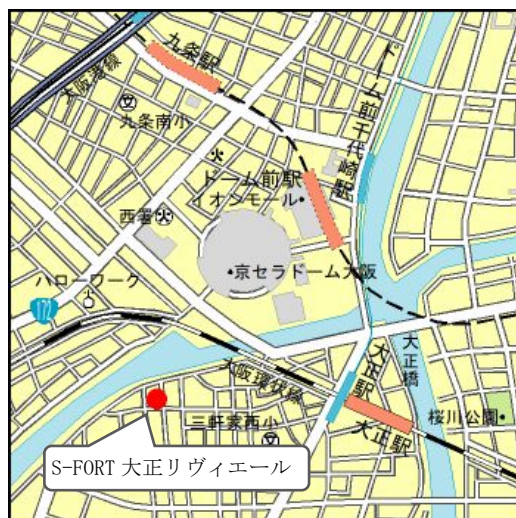 九条駅
大阪港線
九条南小
ドーム前千代崎駅
ドーム前駅
イオンモール
西署
京セラドーム大阪
ハローワーク
172
大阪環状線
大正駅
大正橋
三軒家西小
大正駅
桜川公園
S-FORT 大正リヴィエール